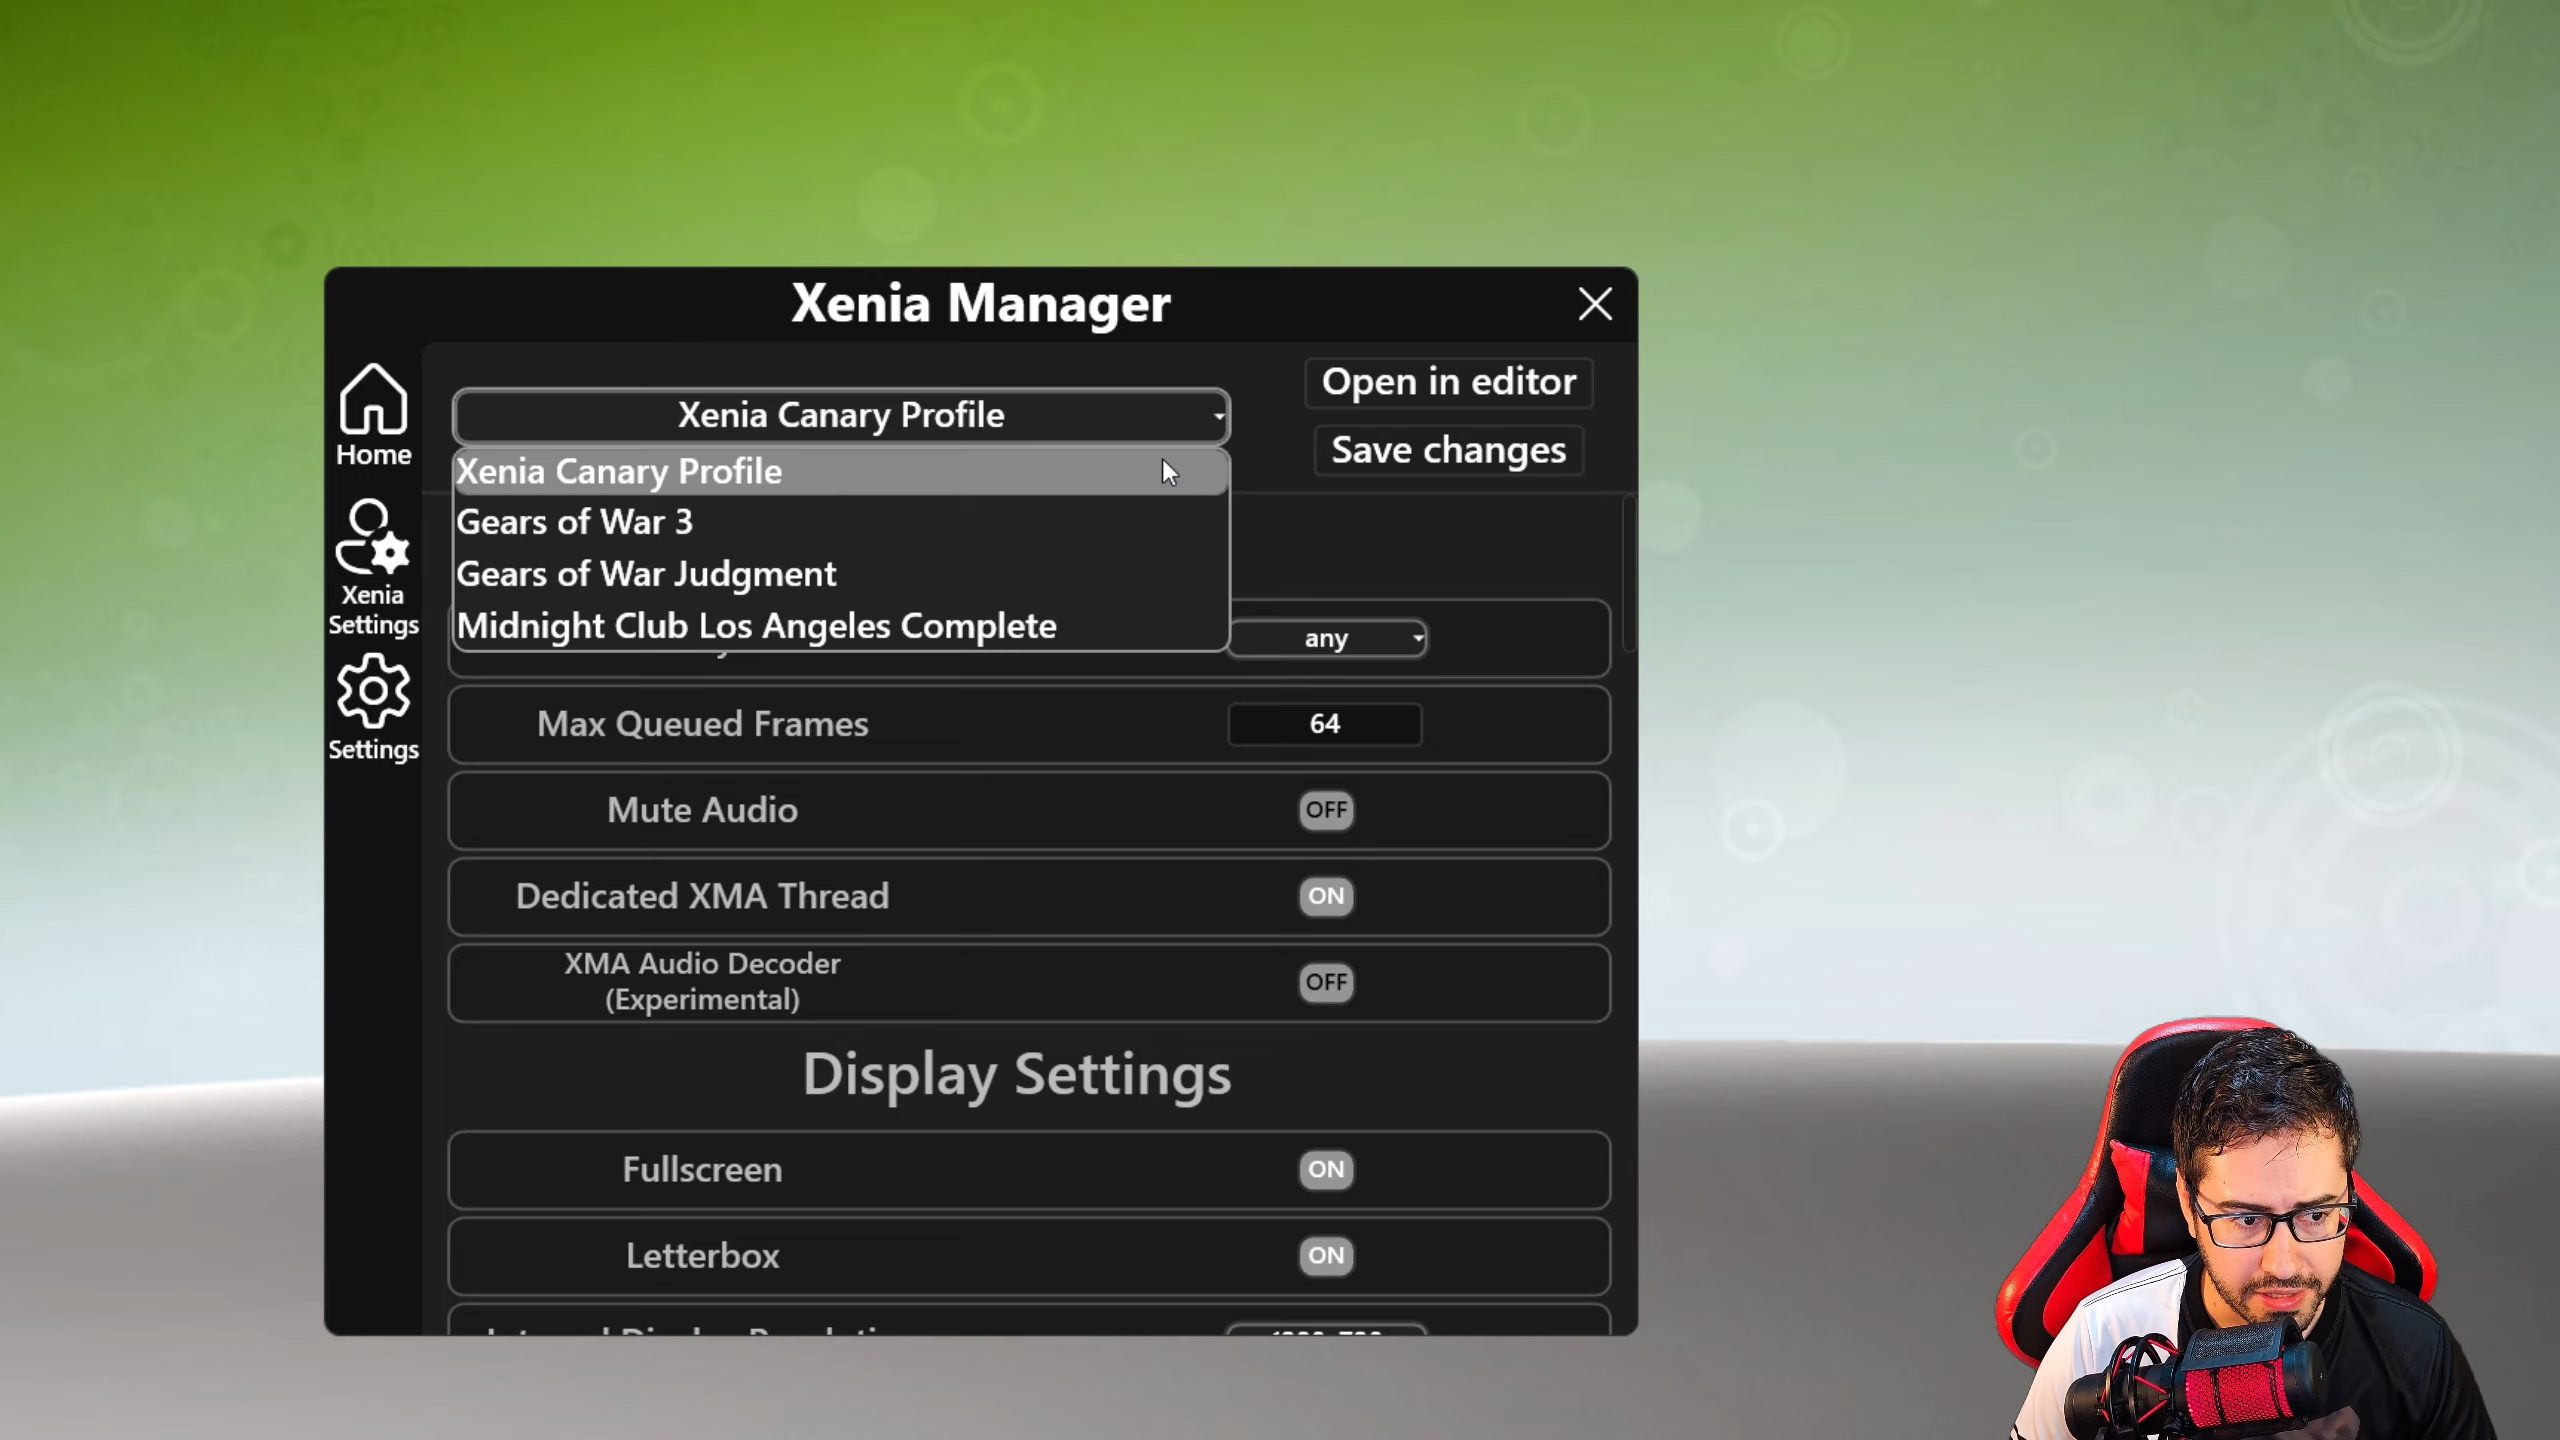 Xenia Manager
Home
Xenia
Settings
Settings
Xenia Canary Profile
Open in editor
Save changes
Xenia Canary Profile
Gears of War 3
Gears of War Judgment
Midnight Club Los Angeles Complete
any
Max Queued Frames
64
Mute Audio
OFF
Dedicated XMA Thread
ON
XMA Audio Decoder
(Experimental)
OFF
Display Settings
Fullscreen
ON
Letterbox
ON